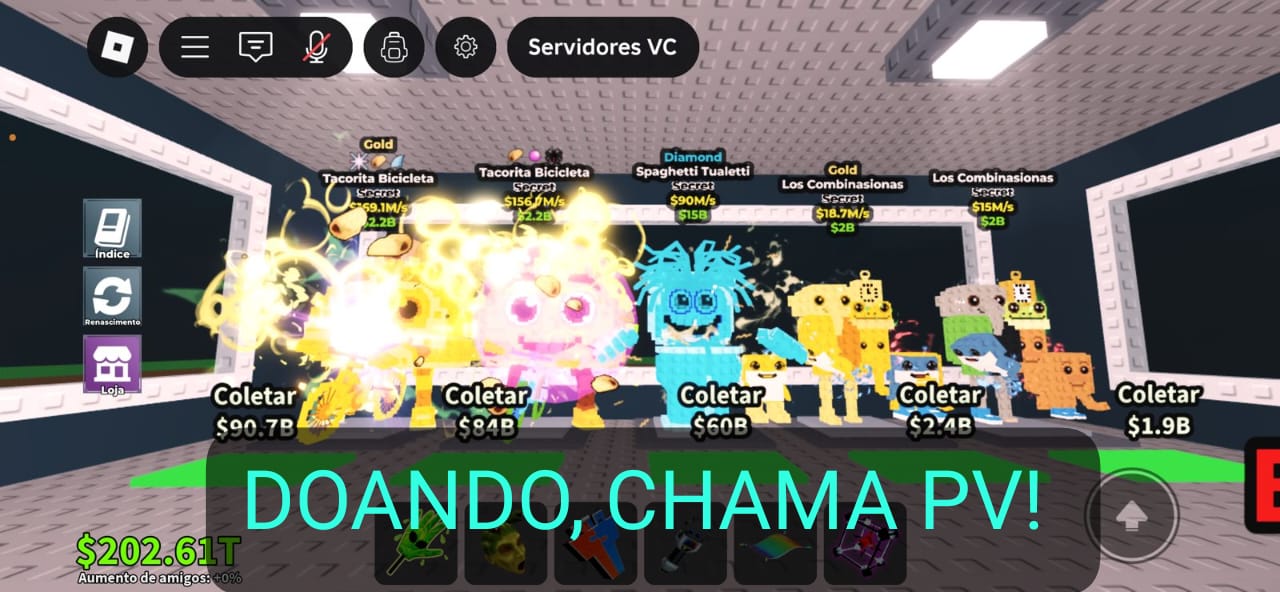 Servidores VC
Gold
Tacorita Bicicleta
Secret
$169.1M/s
$2.2B
Tacorita Bicicleta
Secret
$156.7M/s
$2.2B
Diamond
Spaghetti Tualetti
Secret
$90M/s
$15B
Gold
Los Combinasionas
Secret
$18.7M/s
$2B
Los Combinasionas
Secret
$15M/s
$2B
Índice
Renascimento
Loja
Coletar
$90.7B
Coletar
$84B
Coletar
$60B
Coletar
$2.4B
Coletar
$1.9B
DOANDO, CHAMA PV!
$202.61T
Aumento de amigos: +0%